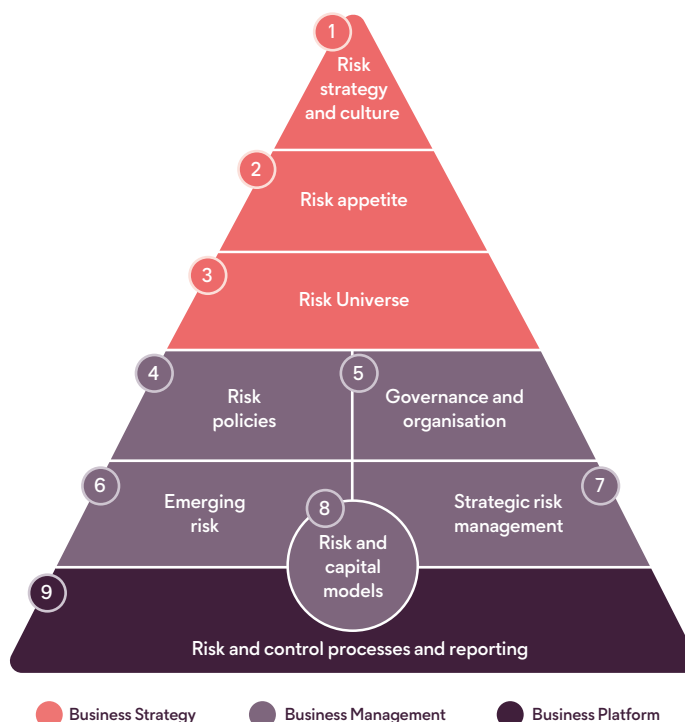 1
Risk
strategy
and culture
2
Risk appetite
3
Risk Universe
4
Risk
policies
5
Governance and
organisation
6
Emerging
risk
7
Strategic risk
management
8
Risk and
capital
models
9
Risk and control processes and reporting
Business Strategy
Business Management
Business Platform